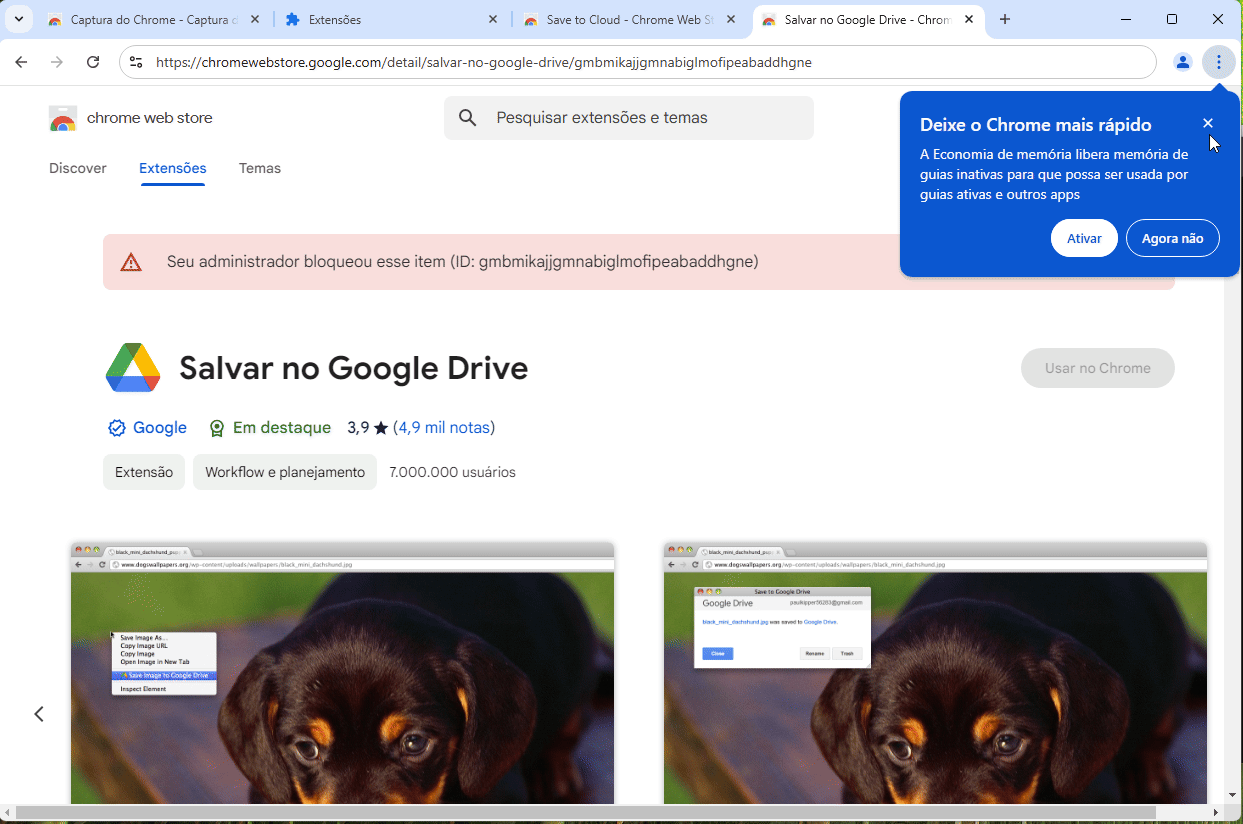 Captura do Chrome - Captura d
Extensões
Save to Cloud - Chrome Web St
Salvar no Google Drive - Chrom
https://chromewebstore.google.com/detail/salvar-no-google-drive/gmbmikajjgmnabiglmofipeabaddhgne
chrome web store
Pesquisar extensões e temas
Discover
Extensões
Temas
Deixe o Chrome mais rápido
A Economia de memória libera memória de
guias inativas para que possa ser usada por
guias ativas e outros apps
Ativar
Agora não
Seu administrador bloqueou esse item (ID: gmbmikajjgmnabiglmofipeabaddhgne)
Salvar no Google Drive
Usar no Chrome
Google
Em destaque
3,9 ★ (4,9 mil notas)
Extensão
Workflow e planejamento
7.000.000 usuários
black_mini_dachshund_pup
www.dogswallpapers.org/wp-content/uploads/wallpapers/black_mini_dachshund.jpg
Save Image As...
Copy Image URL
Copy Image
Open Image in New Tab
Save Image to Google Drive
Inspect Element
black_mini_dachshund_pup
www.dogswallpapers.org/wp-content/uploads/wallpapers/black_mini_dachshund.jpg
Save to Google Drive
Google Drive
black_mini_dachshund.jpg was saved to Google Drive.
Close
Rename
Trash